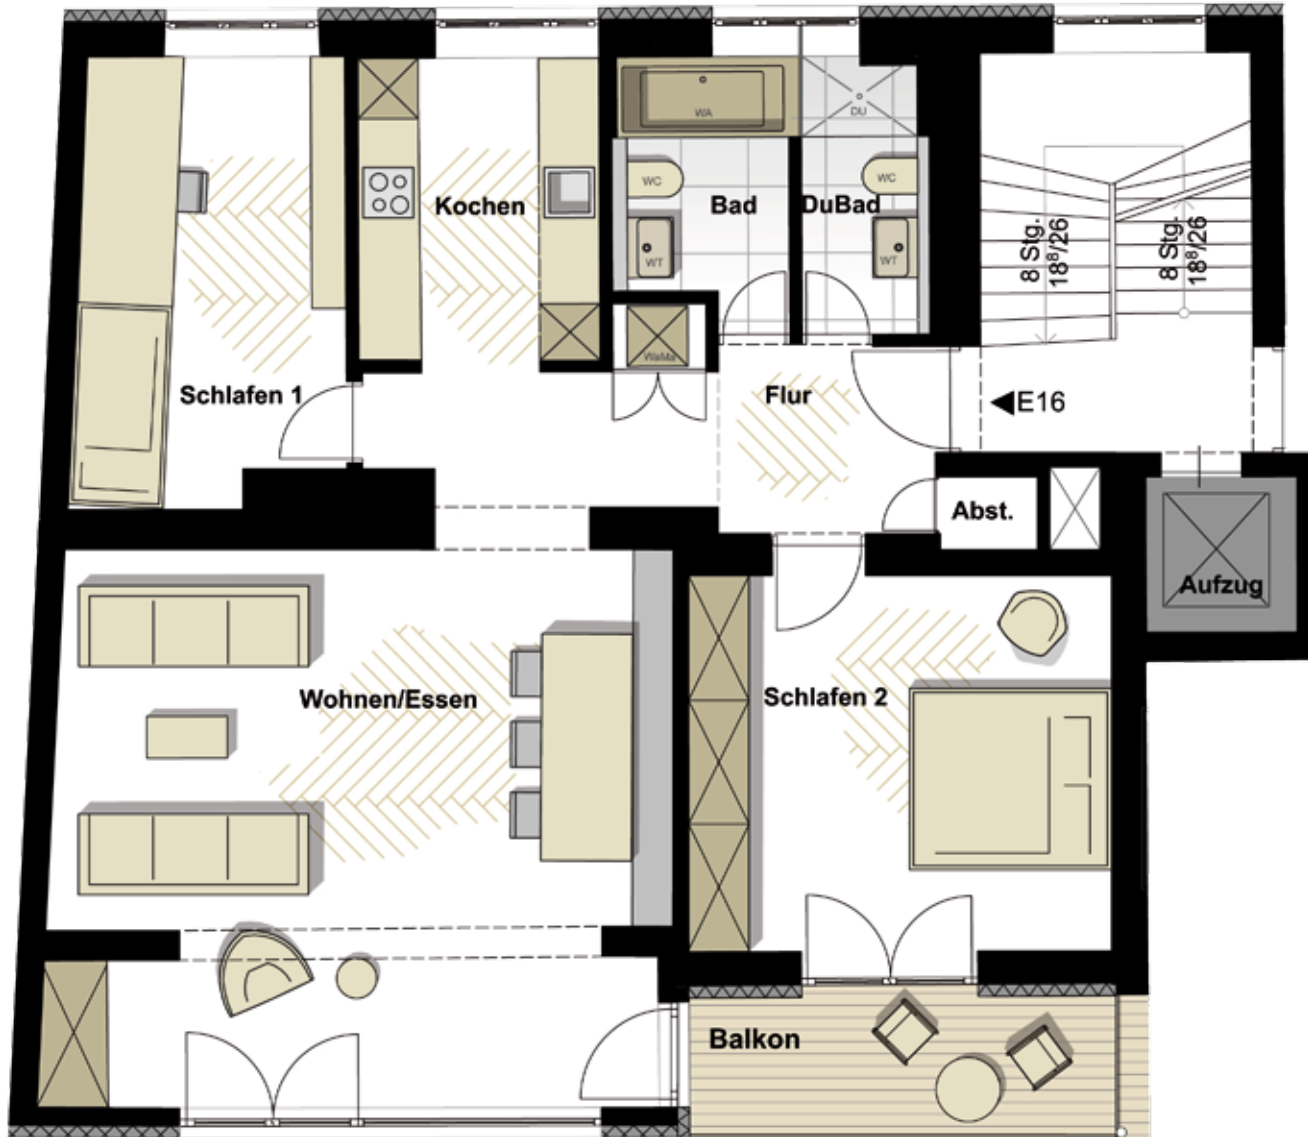 WA
DU
WC
WC
Kochen
Bad
DuBad
WT
WT
8 Stg.
18⁸/26
8 Stg.
18⁸/26
WaMa
Schlafen 1
Flur
◀E16
Abst.
Aufzug
Wohnen/Essen
Schlafen 2
Balkon